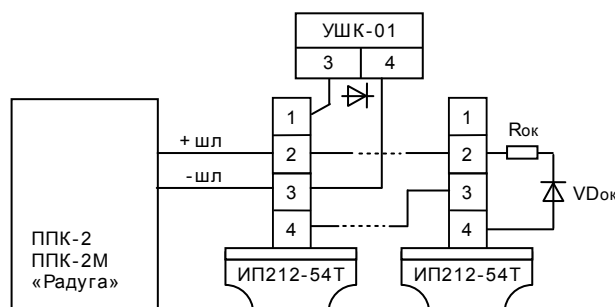 УШК-01
3 4
1
2
3
4
+ шл
-шл
1
2
3
4
Rок
VDок
ППК-2
ППК-2М
«Радуга»
ИП212-54Т
ИП212-54Т